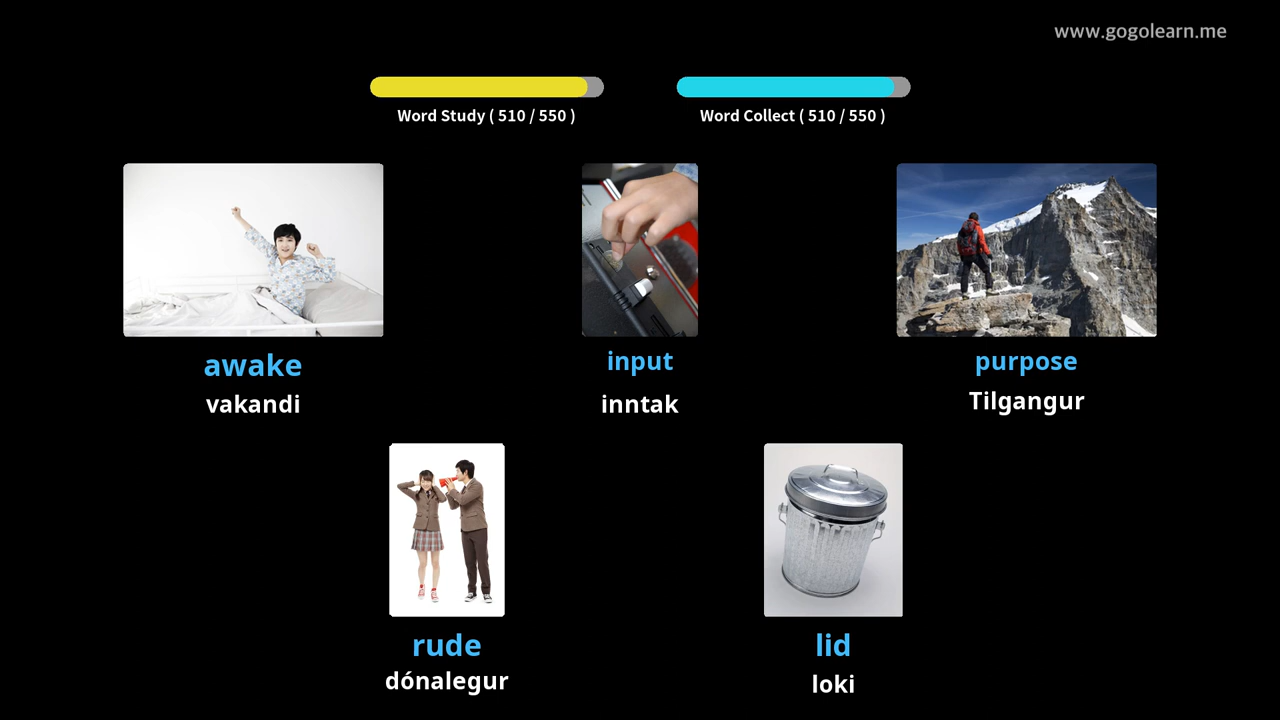 www.gogolearn.me
Word Study ( 510 / 550 )
Word Collect ( 510 / 550 )
awake
vakandi
input
inntak
purpose
Tilgangur
rude
dónalegur
lid
loki